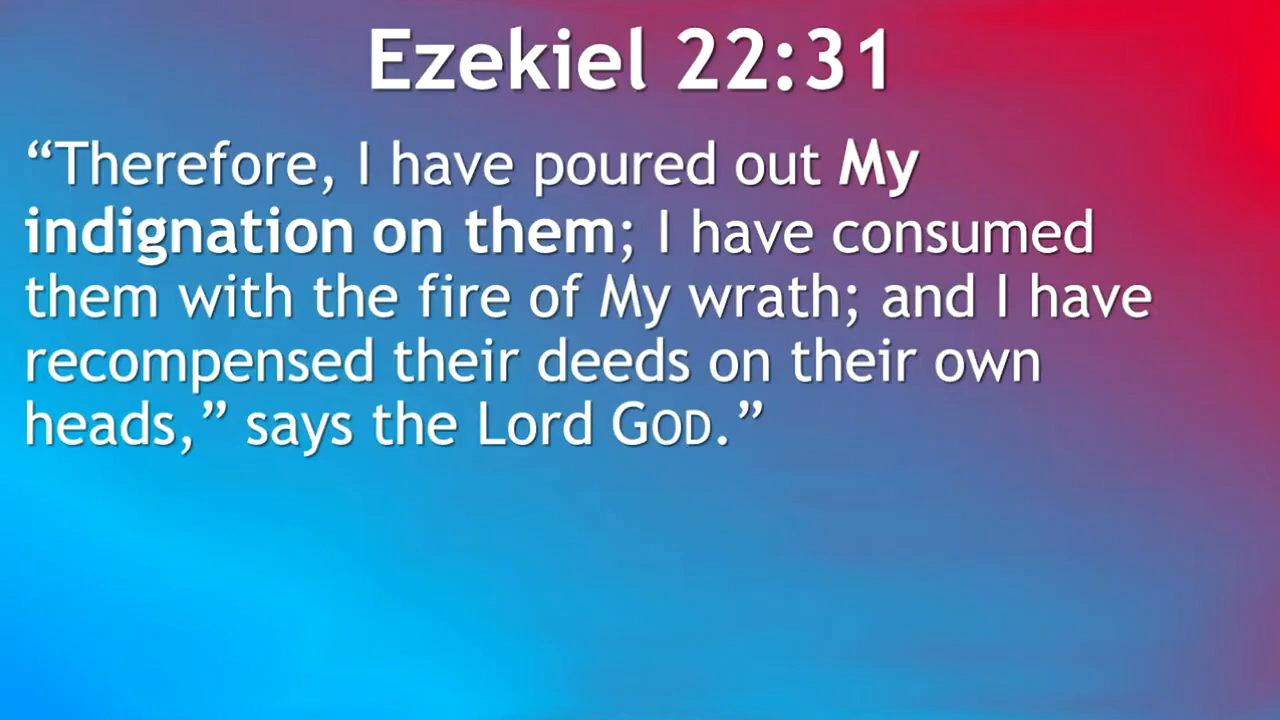 Ezekiel 22:31
“Therefore, I have poured out My
indignation on them; I have consumed
them with the fire of My wrath; and I have
recompensed their deeds on their own
heads,” says the Lord GOD.”